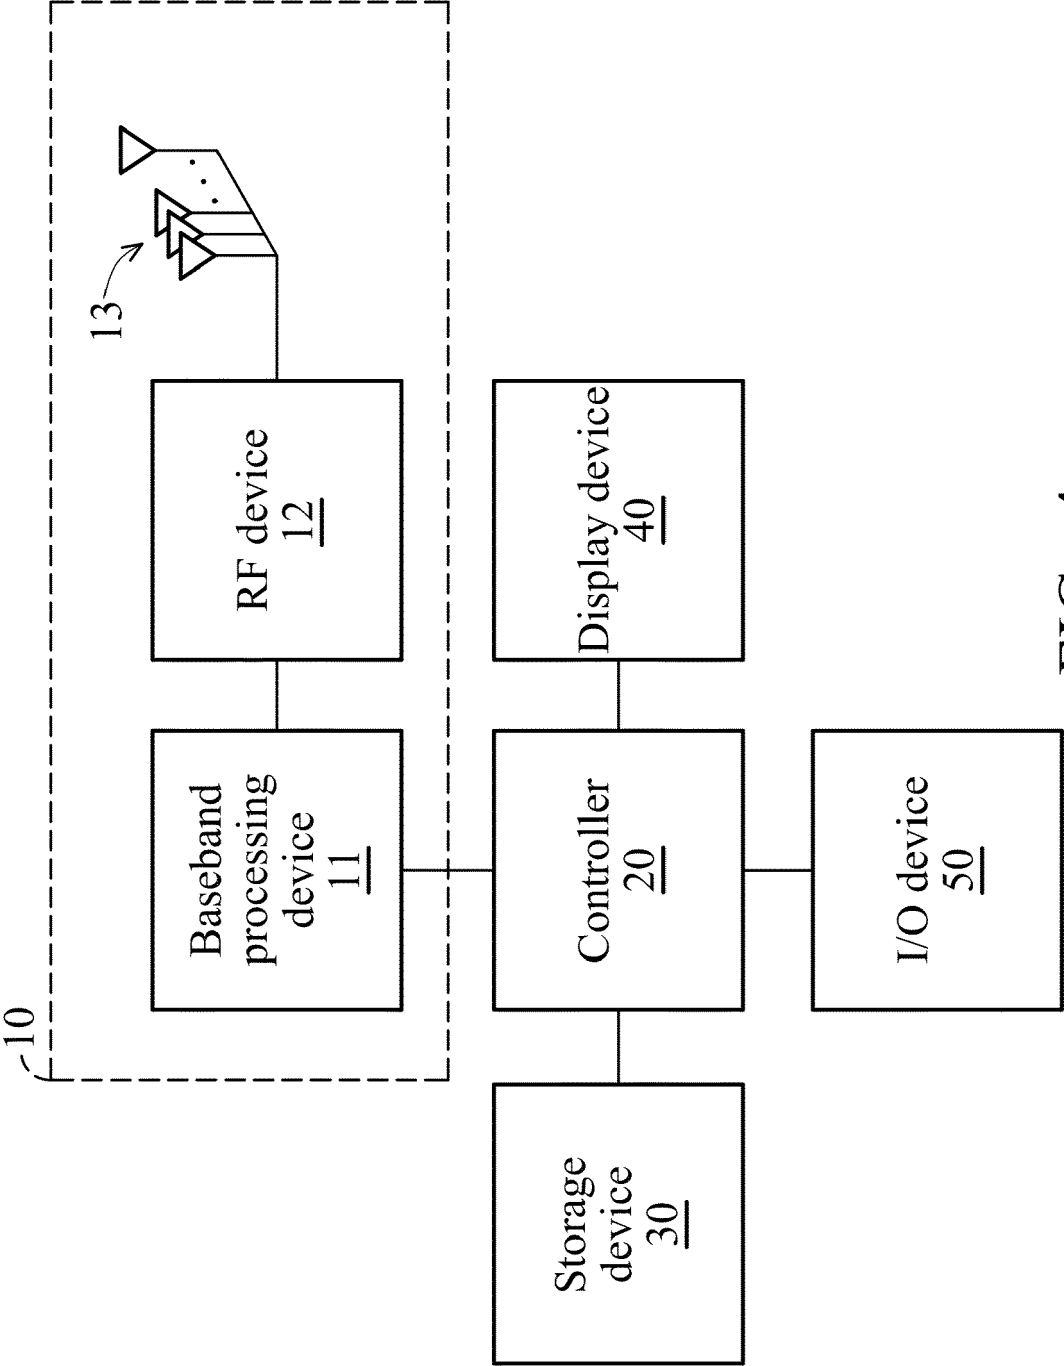 10
13
Baseband
processing
device
11
RF device
12
Storage
device
30
Controller
20
Display device
40
I/O device
50